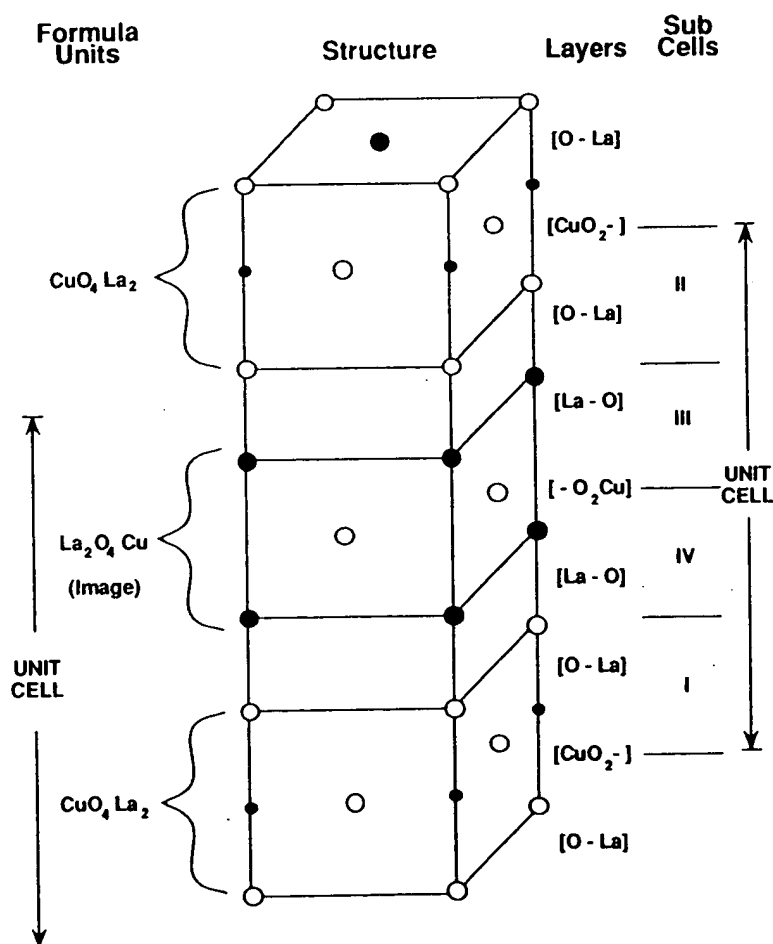 Formula
Units
Structure
Layers
Sub
Cells
[O - La]
[CuO₂-]
CuO₄ La₂
II
[O - La]
[La - O]
III
[- O₂Cu]
UNIT
CELL
La₂O₄ Cu
(Image)
[La - O]
IV
UNIT
CELL
[O - La]
I
[CuO₂-]
CuO₄ La₂
[O - La]